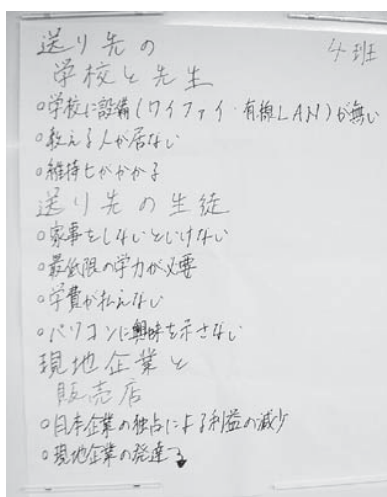 送り先の
4班
学校と先生
○学校に設備(ワイファイ・有線LAN)が無い
○教える人が居ない
○維持ヒがかかる
送り先の生徒
○家事をしないといけない
○最低限の学力が必要
○学費が払えない
○パソコンに興味を示さない
現地企業と
販売店
○日本企業の独占による利益の減少
○現地企業の発達